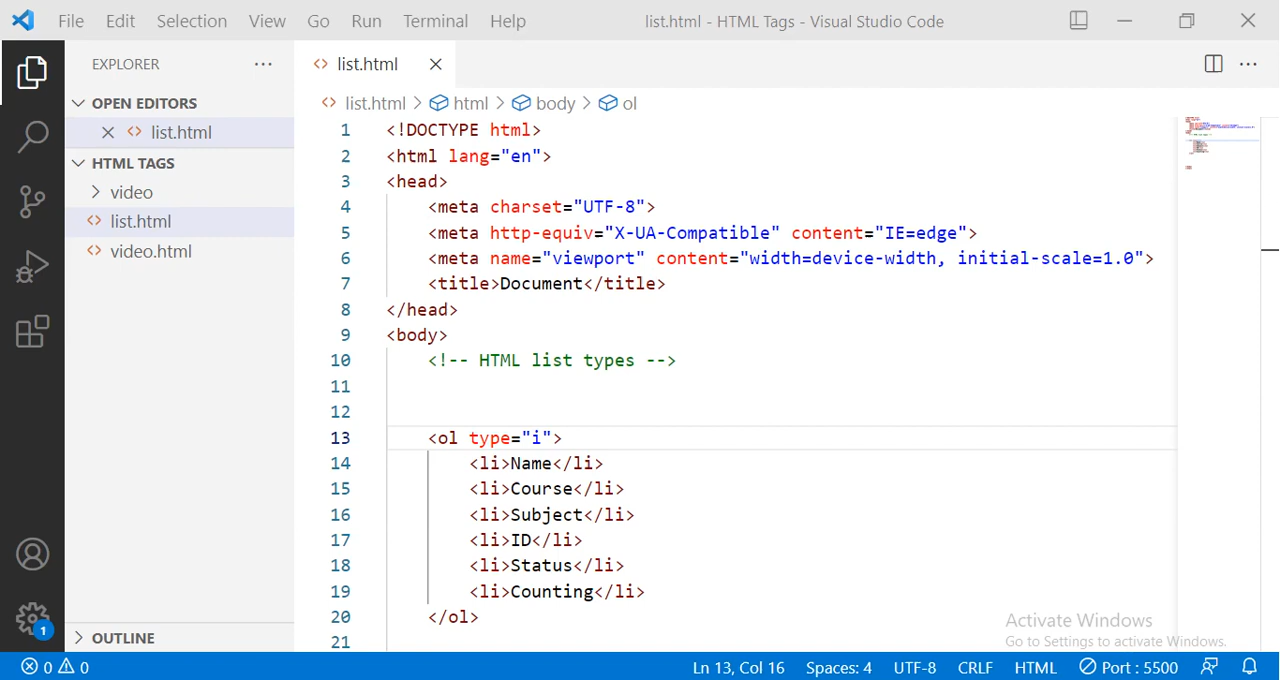 File Edit Selection View Go Run Terminal Help list.html - HTML Tags - Visual Studio Code
EXPLORER
OPEN EDITORS
list.html
HTML TAGS
video
list.html
video.html
OUTLINE
1
list.html
list.html > html > body > ol
1 <!DOCTYPE html>
2 <html lang="en">
3 <head>
4 <meta charset="UTF-8">
5 <meta http-equiv="X-UA-Compatible" content="IE=edge">
6 <meta name="viewport" content="width=device-width, initial-scale=1.0">
7 <title>Document</title>
8 </head>
9 <body>
10 <!-- HTML list types -->
11
12
13 <ol type="i">
14 <li>Name</li>
15 <li>Course</li>
16 <li>Subject</li>
17 <li>ID</li>
18 <li>Status</li>
19 <li>Counting</li>
20 </ol>
21
Activate Windows
Go to Settings to activate Windows.
0 0 Ln 13, Col 16 Spaces: 4 UTF-8 CRLF HTML Port : 5500